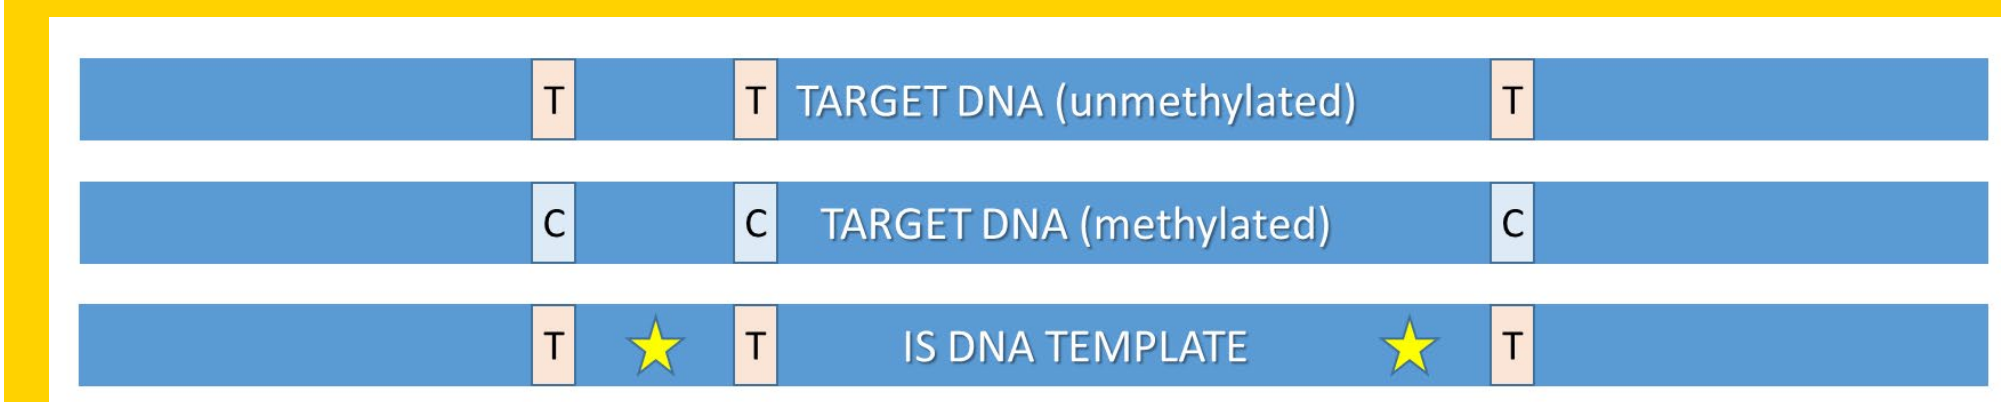 T T TARGET DNA (unmethylated) T
C C TARGET DNA (methylated) C
T T IS DNA TEMPLATE T